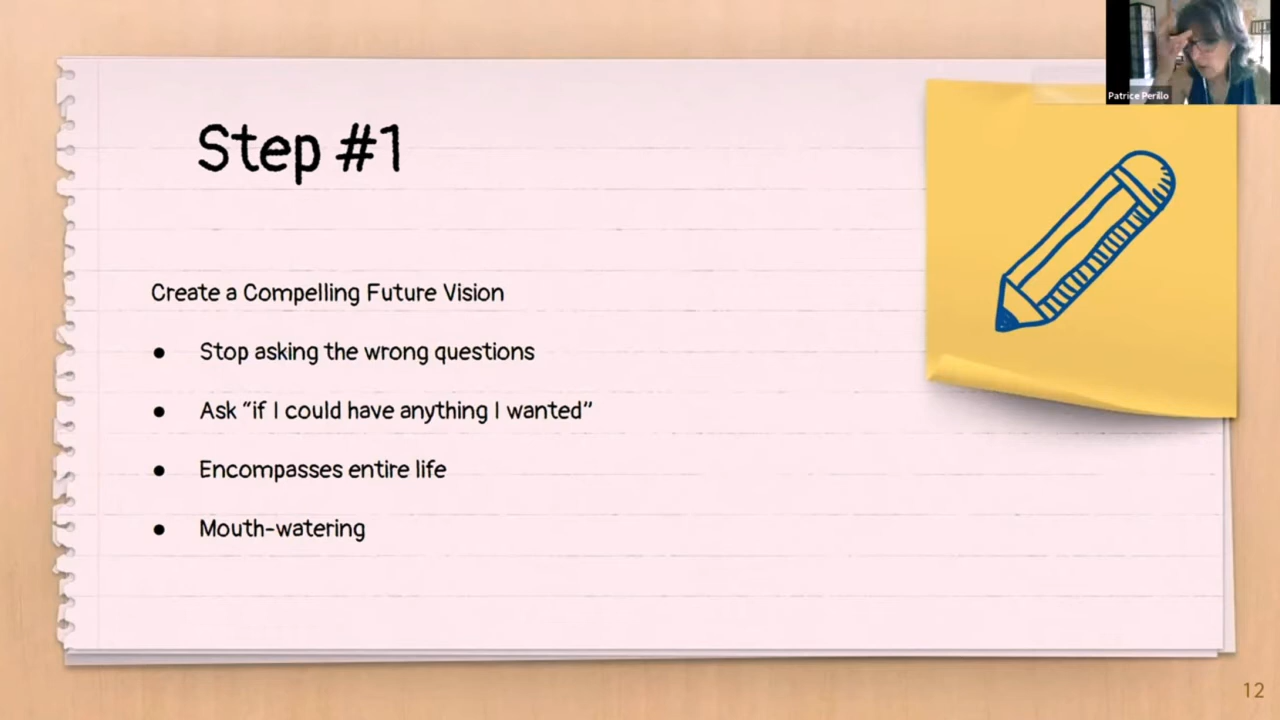 Patrice Perillo
Step #1
Create a Compelling Future Vision
● Stop asking the wrong questions
● Ask “if I could have anything I wanted”
● Encompasses entire life
● Mouth-watering
12